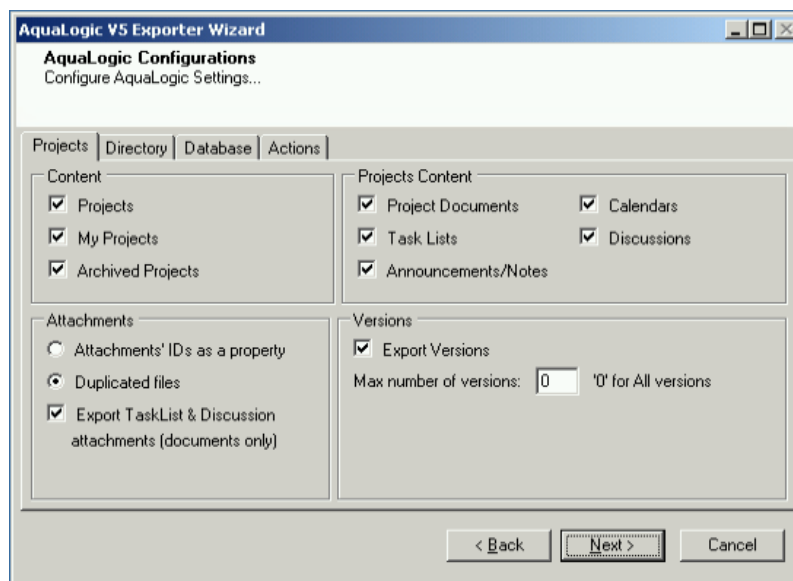 AquaLogic V5 Exporter Wizard
AquaLogic Configurations
Configure AquaLogic Settings...
Projects Directory Database Actions
Content
Projects
My Projects
Archived Projects
Projects Content
Project Documents Calendars
Task Lists Discussions
Announcements/Notes
Attachments
Attachments' IDs as a property
Duplicated files
Export TaskList & Discussion
attachments (documents only)
Versions
Export Versions
Max number of versions: 0 '0' for All versions
< Back Next > Cancel